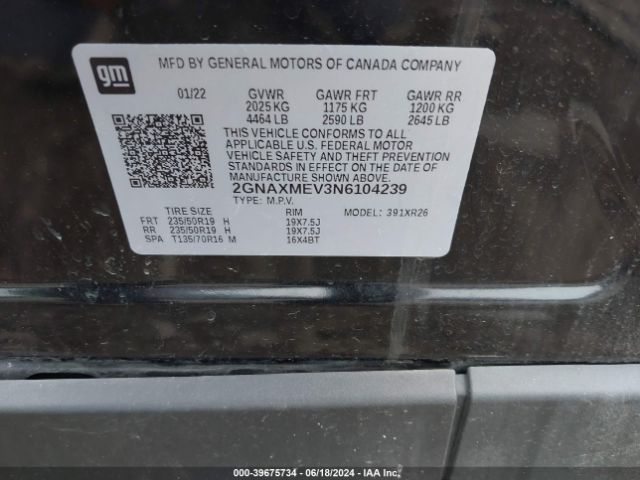 gm
MFD BY GENERAL MOTORS OF CANADA COMPANY
01/22 GVWR GAWR FRT GAWR RR
2025 KG 1175 KG 1200 KG
4464 LB 2590 LB 2645 LB
THIS VEHICLE CONFORMS TO ALL
APPLICABLE U.S. FEDERAL MOTOR
VEHICLE SAFETY AND THEFT PREVENTION
STANDARDS IN EFFECT ON THE DATE OF
MANUFACTURE SHOWN ABOVE.
2GNAXMEV3N6104239
TYPE: M.P.V.
TIRE SIZE RIM MODEL: 391XR26
FRT 235/50R19 H 19X7.5J
RR 235/50R19 H 19X7.5J
SPA T135/70R16 M 16X4BT
000-39675734 - 06/18/2024 - IAA Inc.